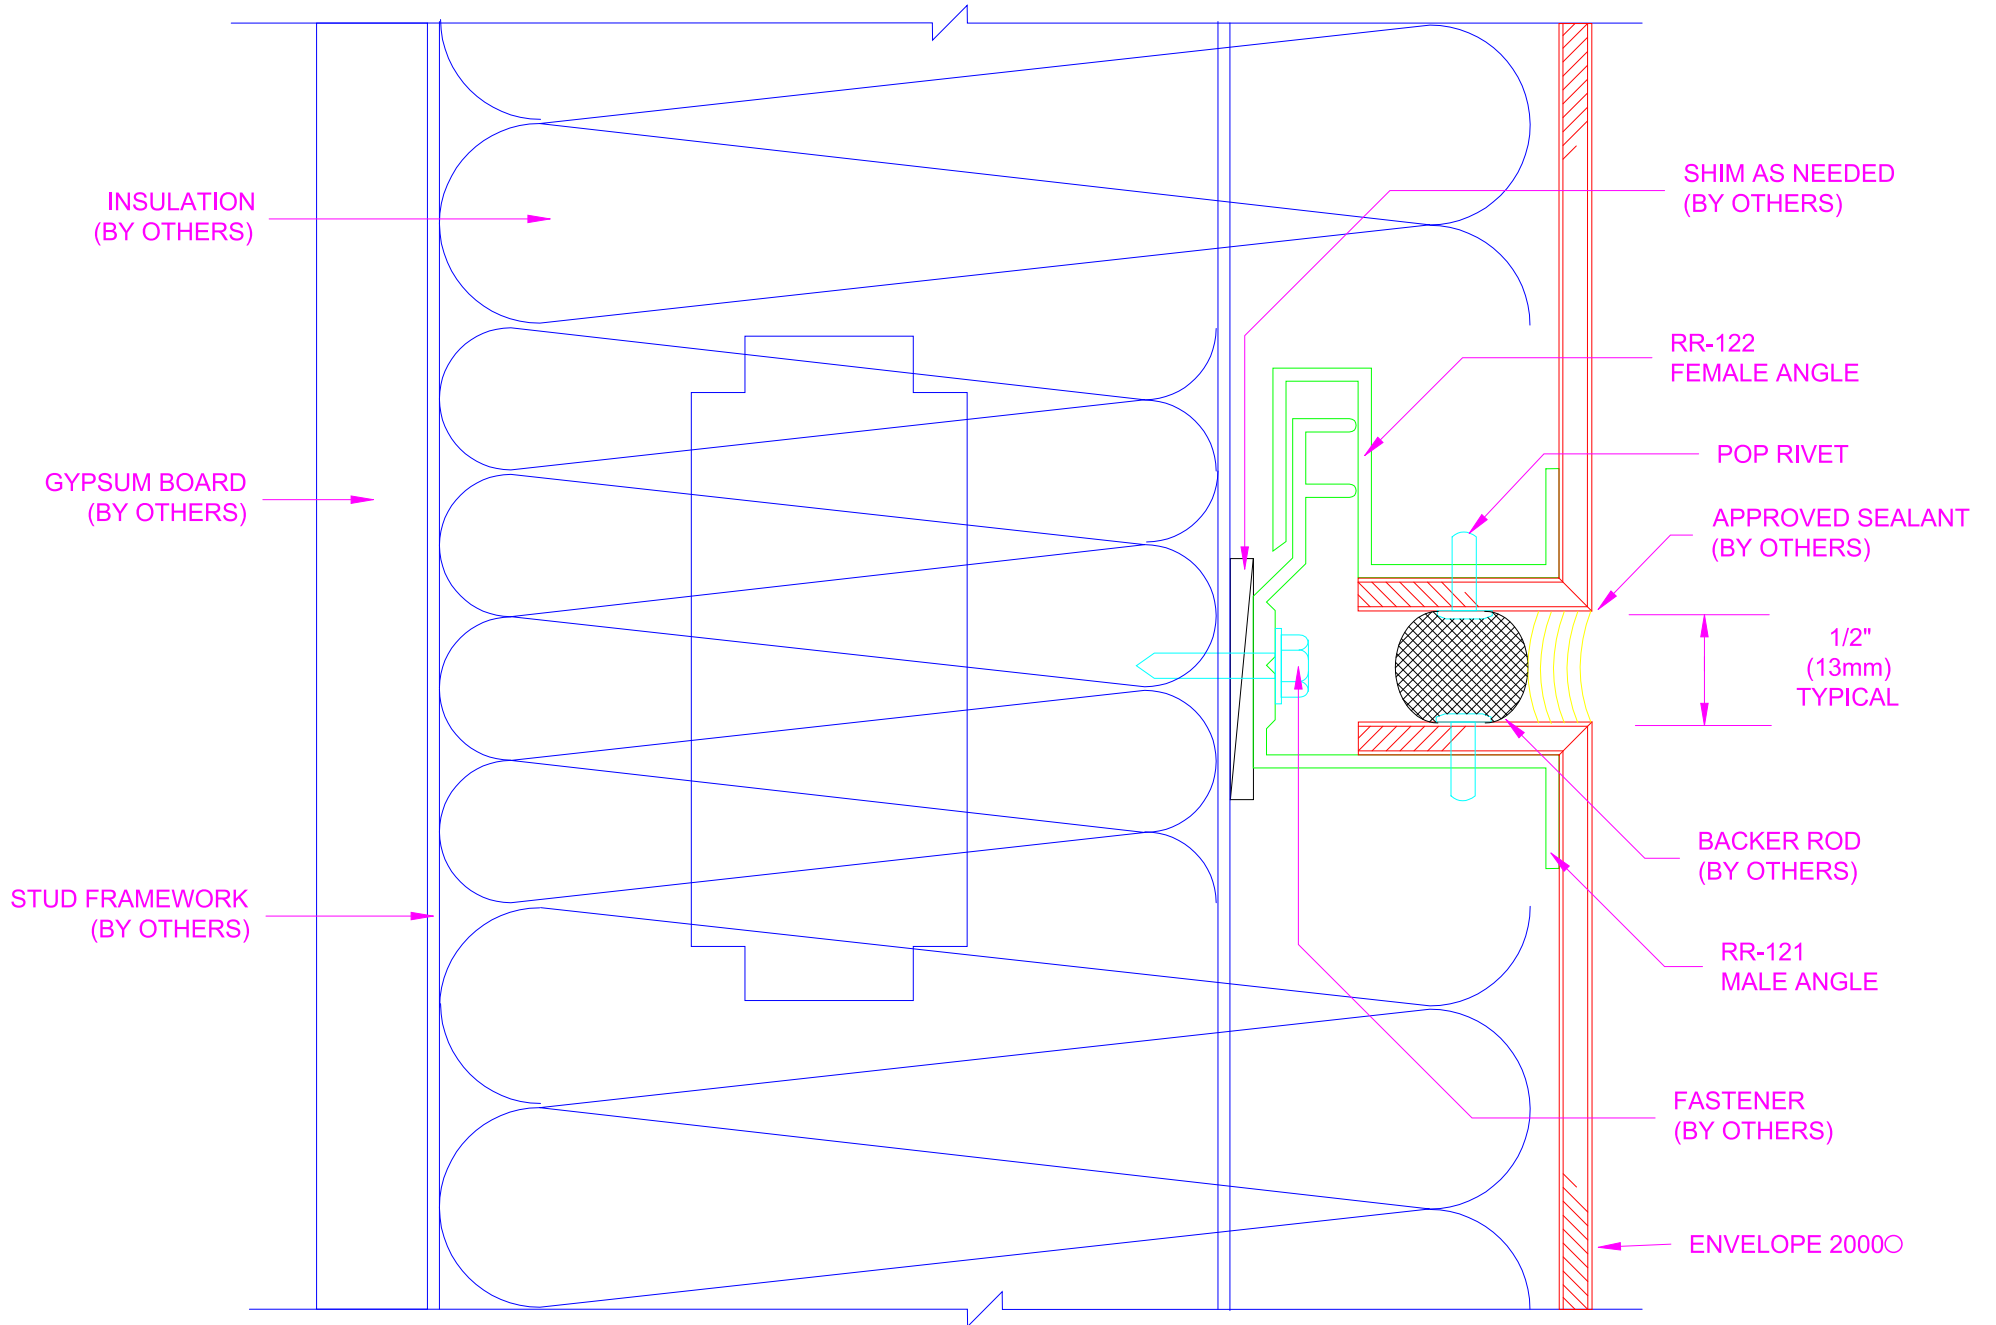 INSULATION
(BY OTHERS)
GYPSUM BOARD
(BY OTHERS)
STUD FRAMEWORK
(BY OTHERS)
SHIM AS NEEDED
(BY OTHERS)
RR-122
FEMALE ANGLE
POP RIVET
APPROVED SEALANT
(BY OTHERS)
1/2"
(13mm)
TYPICAL
BACKER ROD
(BY OTHERS)
RR-121
MALE ANGLE
FASTENER
(BY OTHERS)
ENVELOPE 2000○